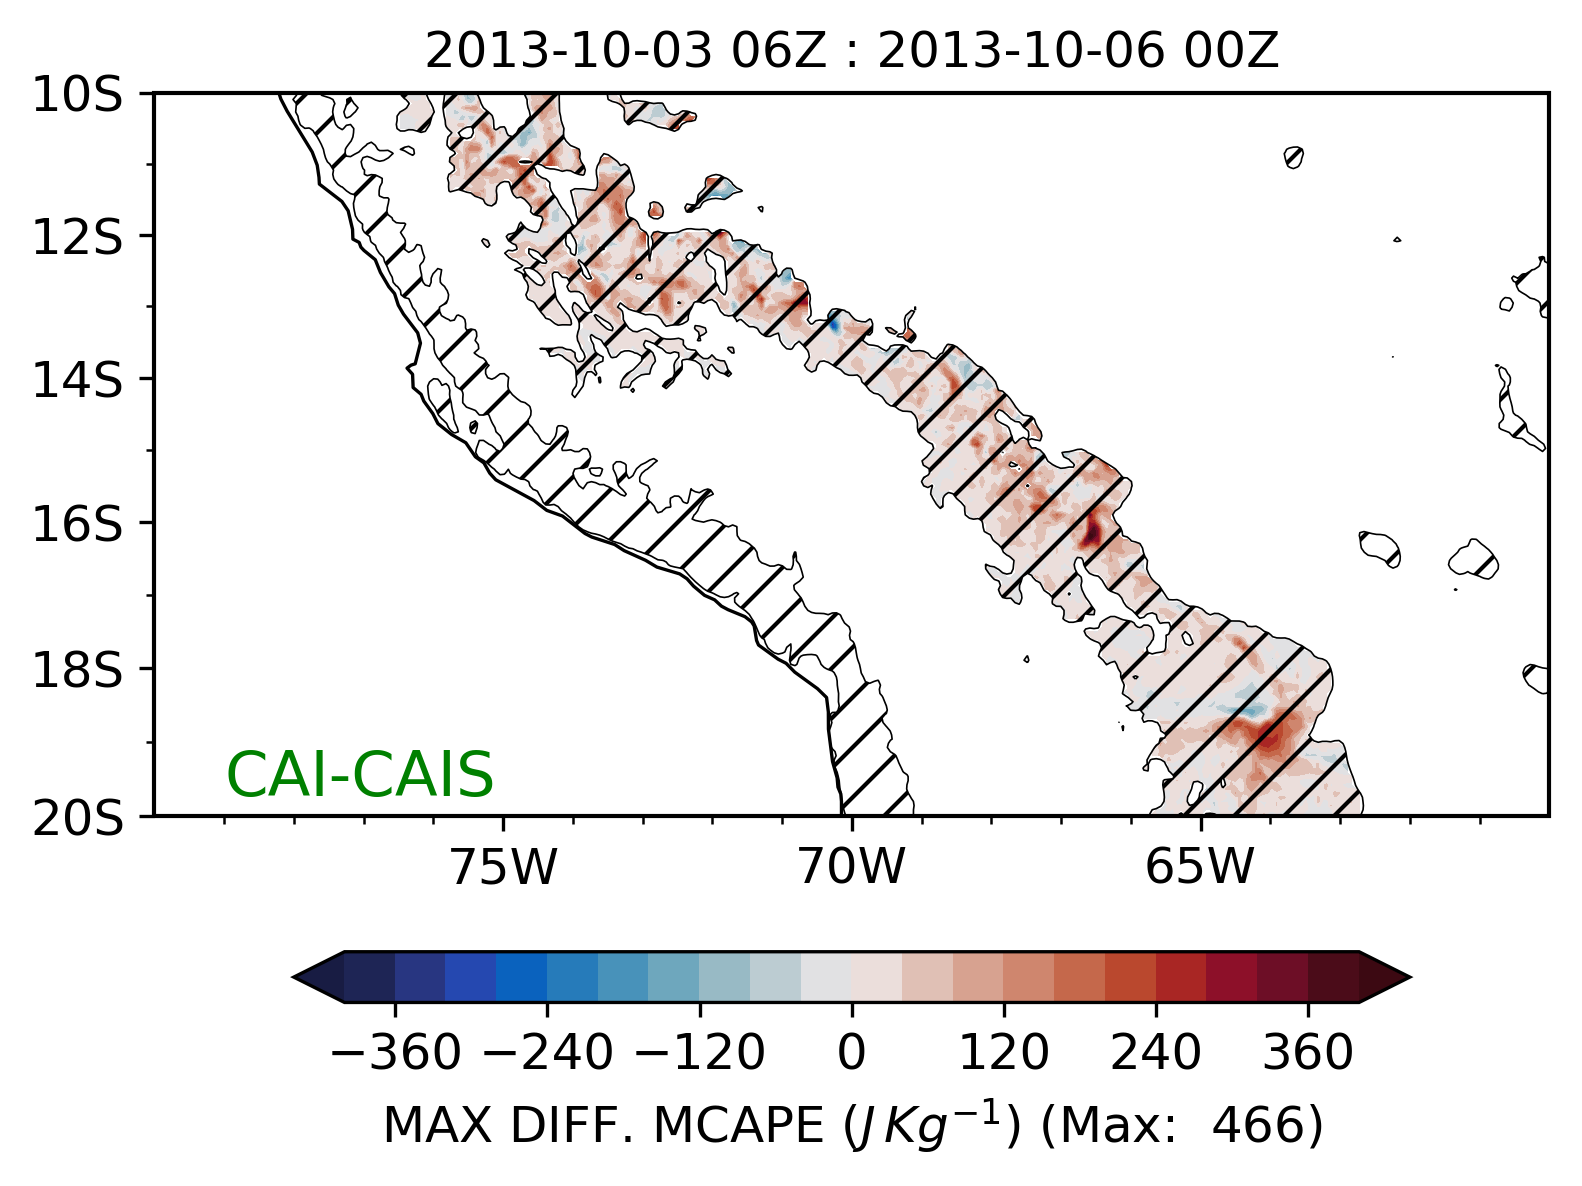 2013-10-03 06Z : 2013-10-06 00Z
10S
12S
14S
16S
18S
20S
CAI-CAIS
75W 70W 65W
−360 −240 −120 0 120 240 360
MAX DIFF. MCAPE (J Kg⁻¹) (Max: 466)